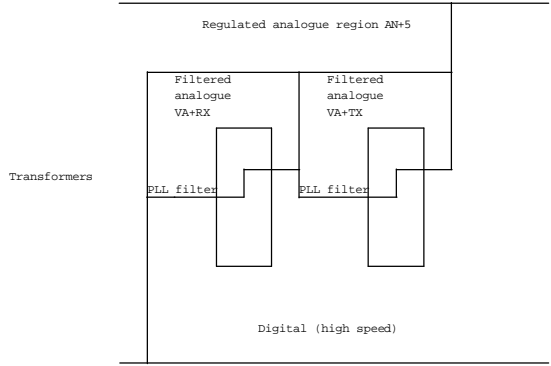 Regulated analogue region AN+5
Filtered
analogue
VA+RX
Filtered
analogue
VA+TX
Transformers
PLL filter
PLL filter
Digital (high speed)